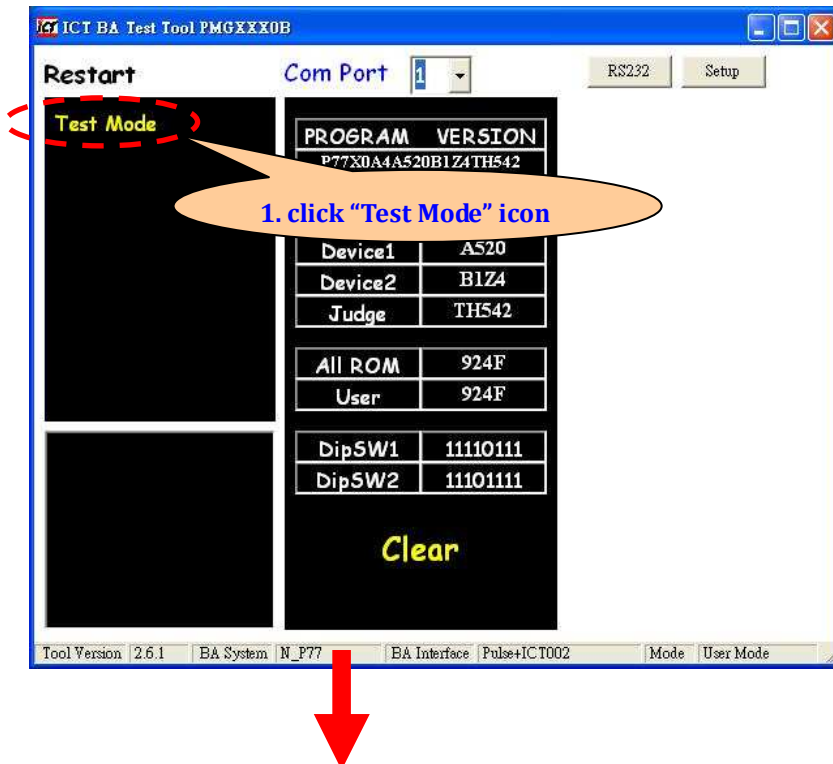 ICT ICT BA Test Tool PMGXXX0B
Restart
Com Port 1
RS232 Setup
Test Mode
PROGRAM VERSION
P77X0A4A520B1Z4TH542
1. click “Test Mode” icon
Device1 A520
Device2 B1Z4
Judge TH542
All ROM 924F
User 924F
DipSW1 11110111
DipSW2 11101111
Clear
Tool Version 2.6.1 BA System N_P77 BA Interface Pulse+ICT002 Mode User Mode